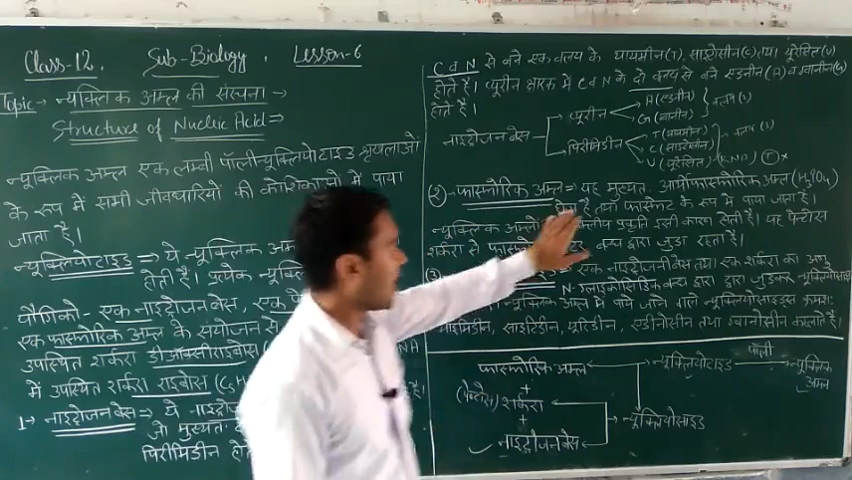 Class-12. Sub-Biology. Lesson-6
Topic- न्यूक्लिक अम्ल की संरचना -
Structure of Nucleic Acid ⇒
न्यूक्लिक अम्ल एक लम्बी पॉलीन्यूक्लियोटाइड श्रृंखलाओं
के रूप में सभी जीवधारियों की कोशिकाओं में पाया
जाता है।
न्यूक्लियोटाइड ⇒ ये न्यूक्लिक अम्ल
होते हैं। प्रत्येक न्यूक्लि
यौगिको - एक नाइट्रोजन बेस, एक पे
एक फास्फोरिक अम्ल के संयोजन से
उपस्थित शर्करा डीऑक्सीराइबोस NA
में उपस्थित शर्करा राइबोस (C5H है।
1- नाइट्रोजन बेस ⇒ ये नाइट्रो
जो मुख्यतः
पिरिमिडीन हो
C व N से बने एक वलय के थायमीन(T), साइटोसीन(C) तथा यूरेसिल(U)
होते हैं। प्यूरीन क्षारक में C व N के दो वलय से बने एडनीन (A) व ग्वानीन(G)
होते हैं।
नाइट्रोजन बेस
प्यूरीन A(एडनीन) G(ग्वानीन)
पिरिमिडीन T(थायमीन) C(साइटोसीन) U(यूरेसिल)-(RNA) (T)×
(2)- फास्फोरिक अम्ल ⇒ यह मुख्यत: आर्थोफास्फोरिक अम्ल (H3PO4)
है तथा फास्फेट के रूप में पाया जाता है।
न्यूक्लिक अम्लों प्रकृति इसी कारण होती है। यह पेन्टोस
शर्करा से फास्फो बन्ध द्वारा जुड़ा रहता है।
एक नाइट्रोजनी बेस तथा एक शर्करा का अणु
N-ग्लाइकोसिडिक बन्ध द्वारा जुड़कर न्यूक्लियोसा
न्यूक्लिक अम्ल में पाये जाने वाले न्यूक्लियोसाइड्स क्रमश:
साइटिडीन, यूरिडीन, एडीनोसीन तथा ग्वानोसीन कहलाते हैं।
फास्फोरिक अम्ल न्यूक्लियोटाइड पॉली न्यूक्लिक अम्ल
+
(पेन्टोस) शर्करा
+ न्यूक्लियोसाइड
नाइट्रोजन बेस